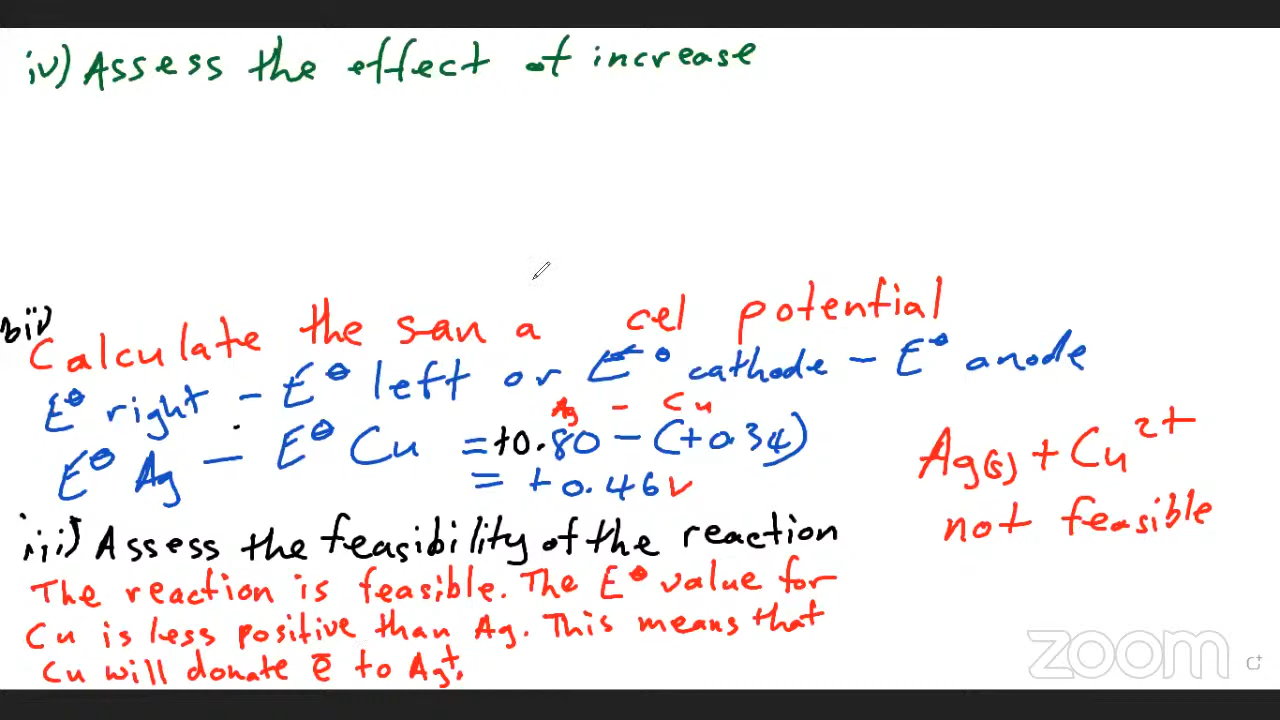 iv) Assess the effect of increase
bii) Calculate the san a cel potential
E⦵ right - E⦵ left or E⦵ cathode - E⦵ anode
Ag - Cu
E⦵ Ag - E⦵ Cu = +0.80 - (+0.34)
= +0.46V
Ag(s) + Cu²⁺
not feasible
iii) Assess the feasibility of the reaction
The reaction is feasible. The E⦵ value for
Cu is less positive than Ag. This means that
Cu will donate ē to Ag⁺.
zoom